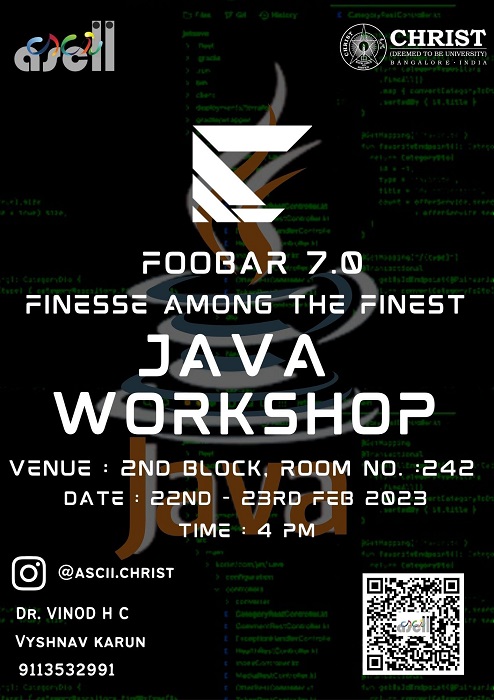 ascii
CHRIST
(DEEMED TO BE UNIVERSITY)
BANGALORE · INDIA
FOOBAR 7.0
FINESSE AMONG THE FINEST
JAVA
WORKSHOP
VENUE : 2ND BLOCK, ROOM NO. :242
DATE : 22ND - 23RD FEB 2023
TIME : 4 PM
Java
@ASCII.CHRIST
DR. VINOD H C
VYSHNAV KARUN
9113532991
ascii